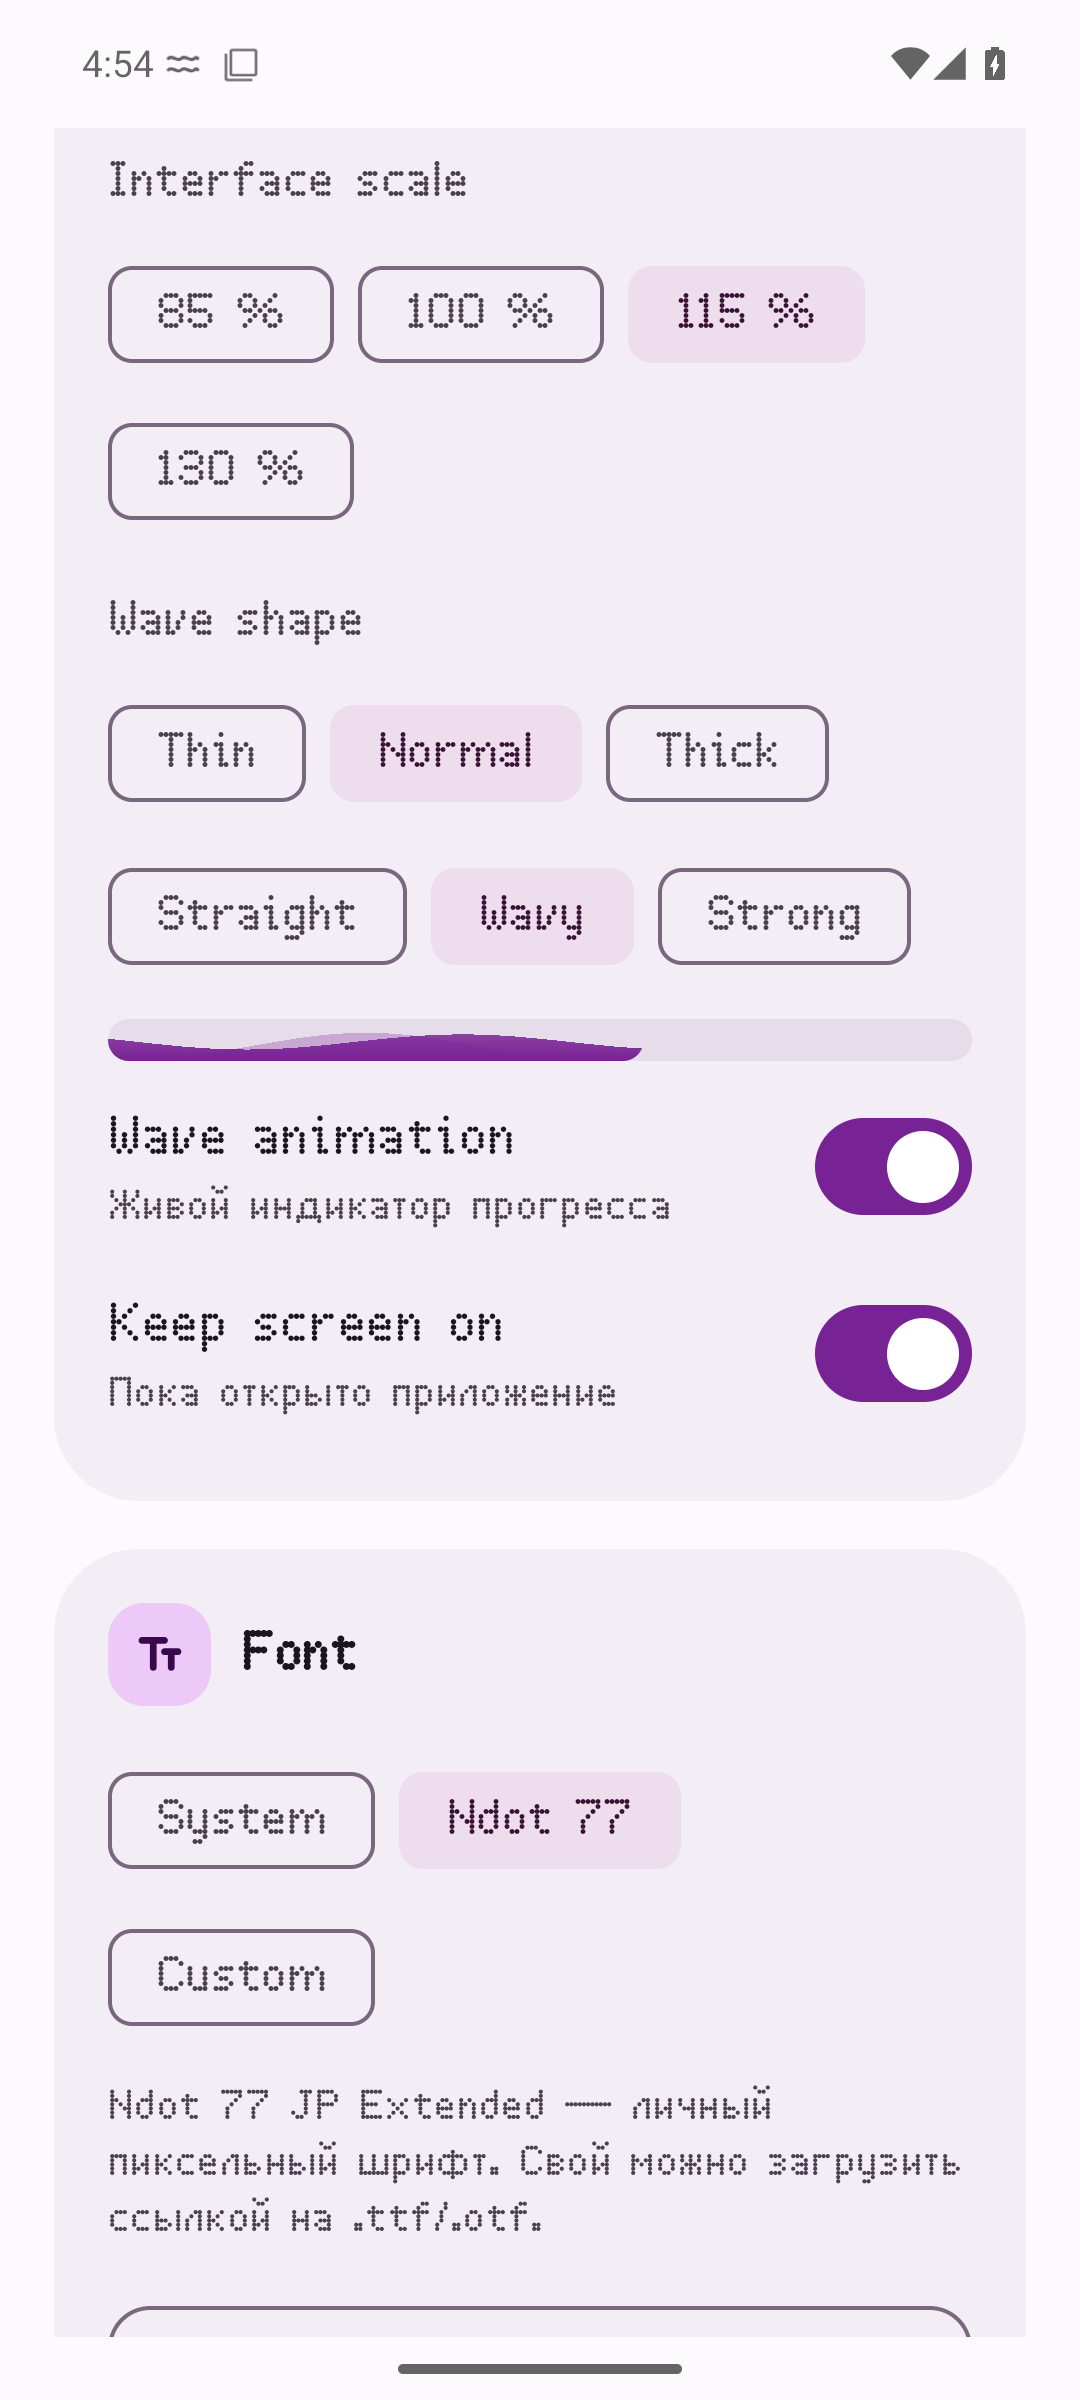 4:54
Interface scale
85 %
100 %
115 %
130 %
Wave shape
Thin
Normal
Thick
Straight
Wavy
Strong
Wave animation
Живой индикатор прогресса
Keep screen on
Пока открыто приложение
Font
System
Ndot 77
Custom
Ndot 77 JP Extended — личный
пиксельный шрифт. Свой можно загрузить
ссылкой на .ttf/.otf.